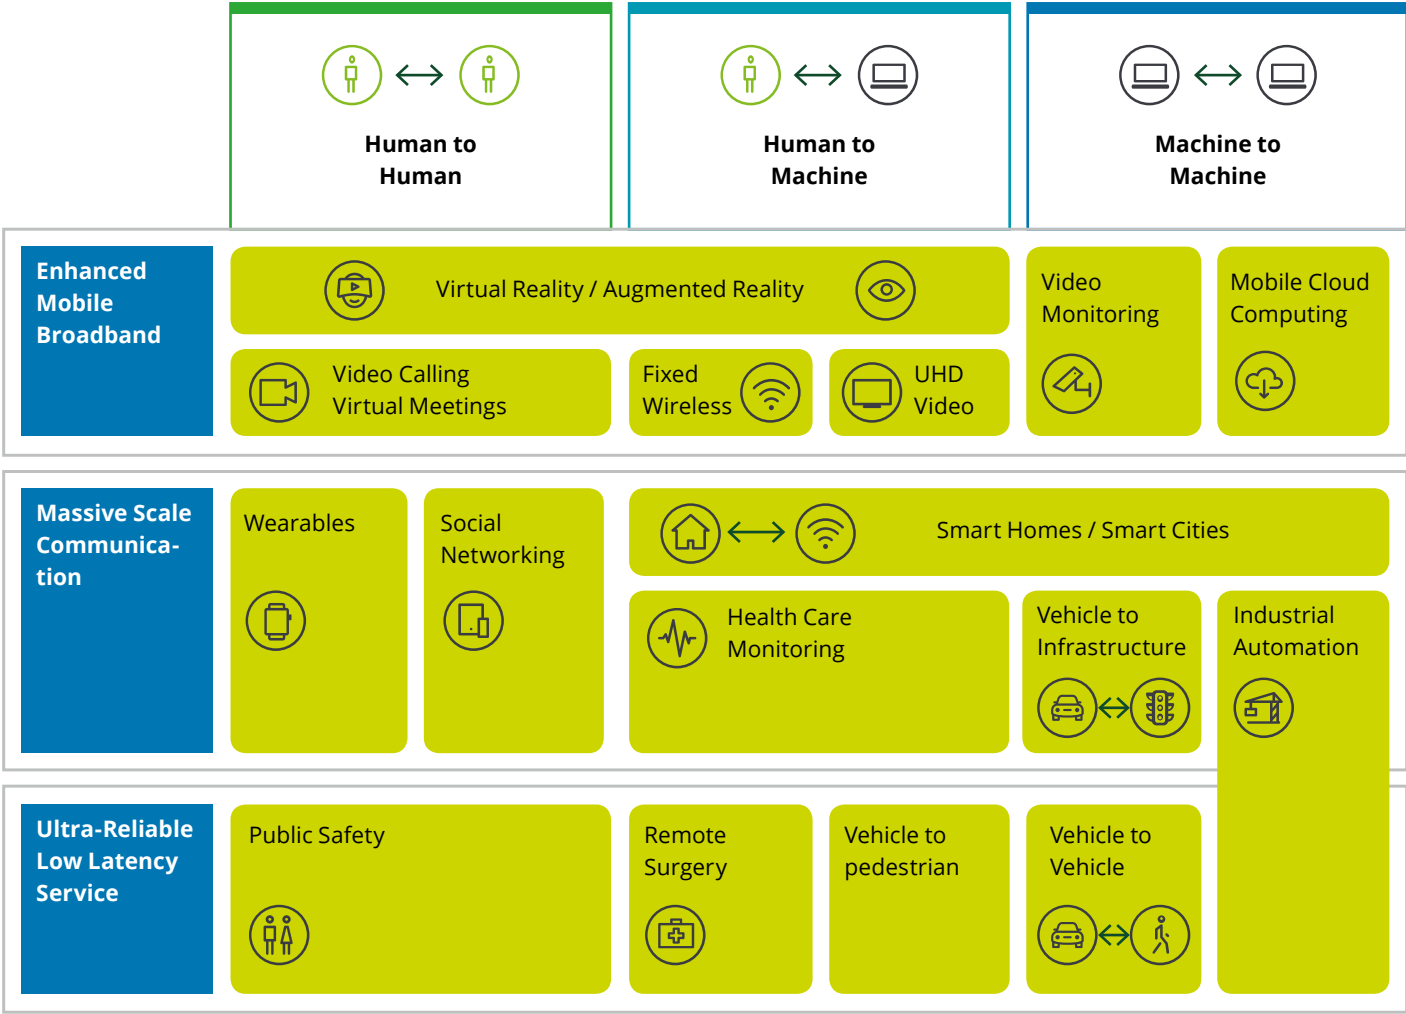 Human to
Human
Human to
Machine
Machine to
Machine
Enhanced
Mobile
Broadband
Virtual Reality / Augmented Reality
Video
Monitoring
Mobile Cloud
Computing
Video Calling
Virtual Meetings
Fixed
Wireless
UHD
Video
Massive Scale
Communica-
tion
Wearables
Social
Networking
Smart Homes / Smart Cities
Health Care
Monitoring
Vehicle to
Infrastructure
Industrial
Automation
Ultra-Reliable
Low Latency
Service
Public Safety
Remote
Surgery
Vehicle to
pedestrian
Vehicle to
Vehicle